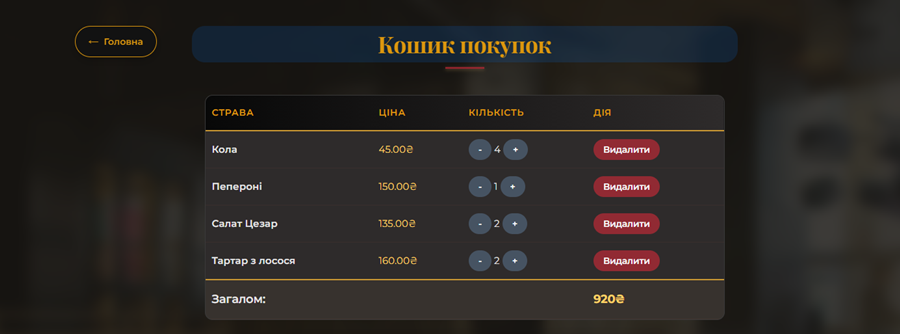 ← Головна
Кошик покупок
СТРАВА ЦІНА КІЛЬКІСТЬ ДІЯ
Кола 45.00₴ - 4 + Видалити
Пепероні 150.00₴ - 1 + Видалити
Салат Цезар 135.00₴ - 2 + Видалити
Тартар з лосося 160.00₴ - 2 + Видалити
Загалом: 920₴